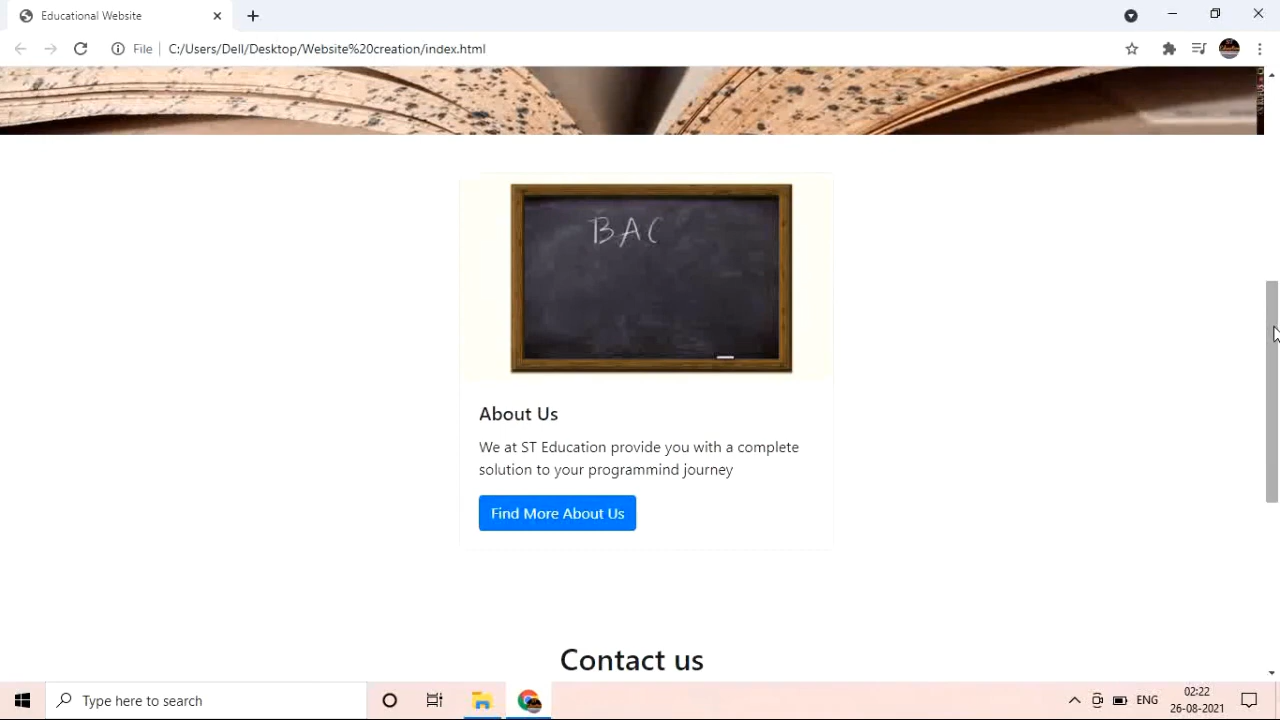 Educational Website
File
C:/Users/Dell/Desktop/Website%20creation/index.html
BAC
About Us
We at ST Education provide you with a complete
solution to your programmind journey
Find More About Us
Contact us
Type here to search
ENG
02:22
26-08-2021